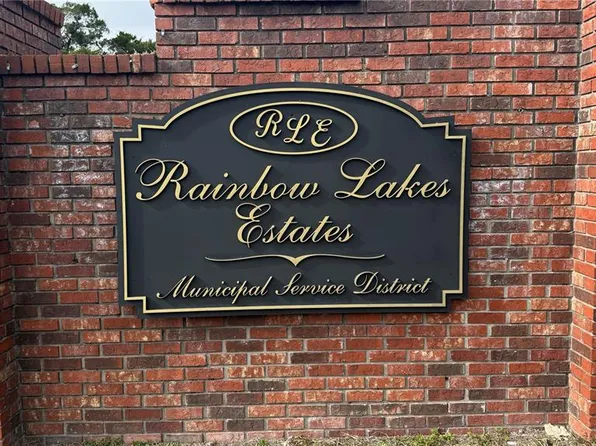 RLE
Rainbow Lakes
Estates
Municipal Service District